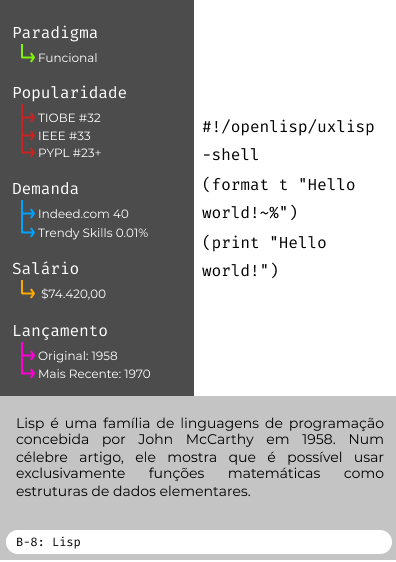 Paradigma
Funcional
Popularidade
TIOBE #32
IEEE #33
PYPL #23+
Demanda
Indeed.com 40
Trendy Skills 0.01%
Salário
$74.420,00
Lançamento
Original: 1958
Mais Recente: 1970
#!/openlisp/uxlisp
-shell
(format t "Hello
world!~%")
(print "Hello
world!")
Lisp é uma família de linguagens de programação
concebida por John McCarthy em 1958. Num
célebre artigo, ele mostra que é possível usar
exclusivamente funções matemáticas como
estruturas de dados elementares.
B-8: Lisp